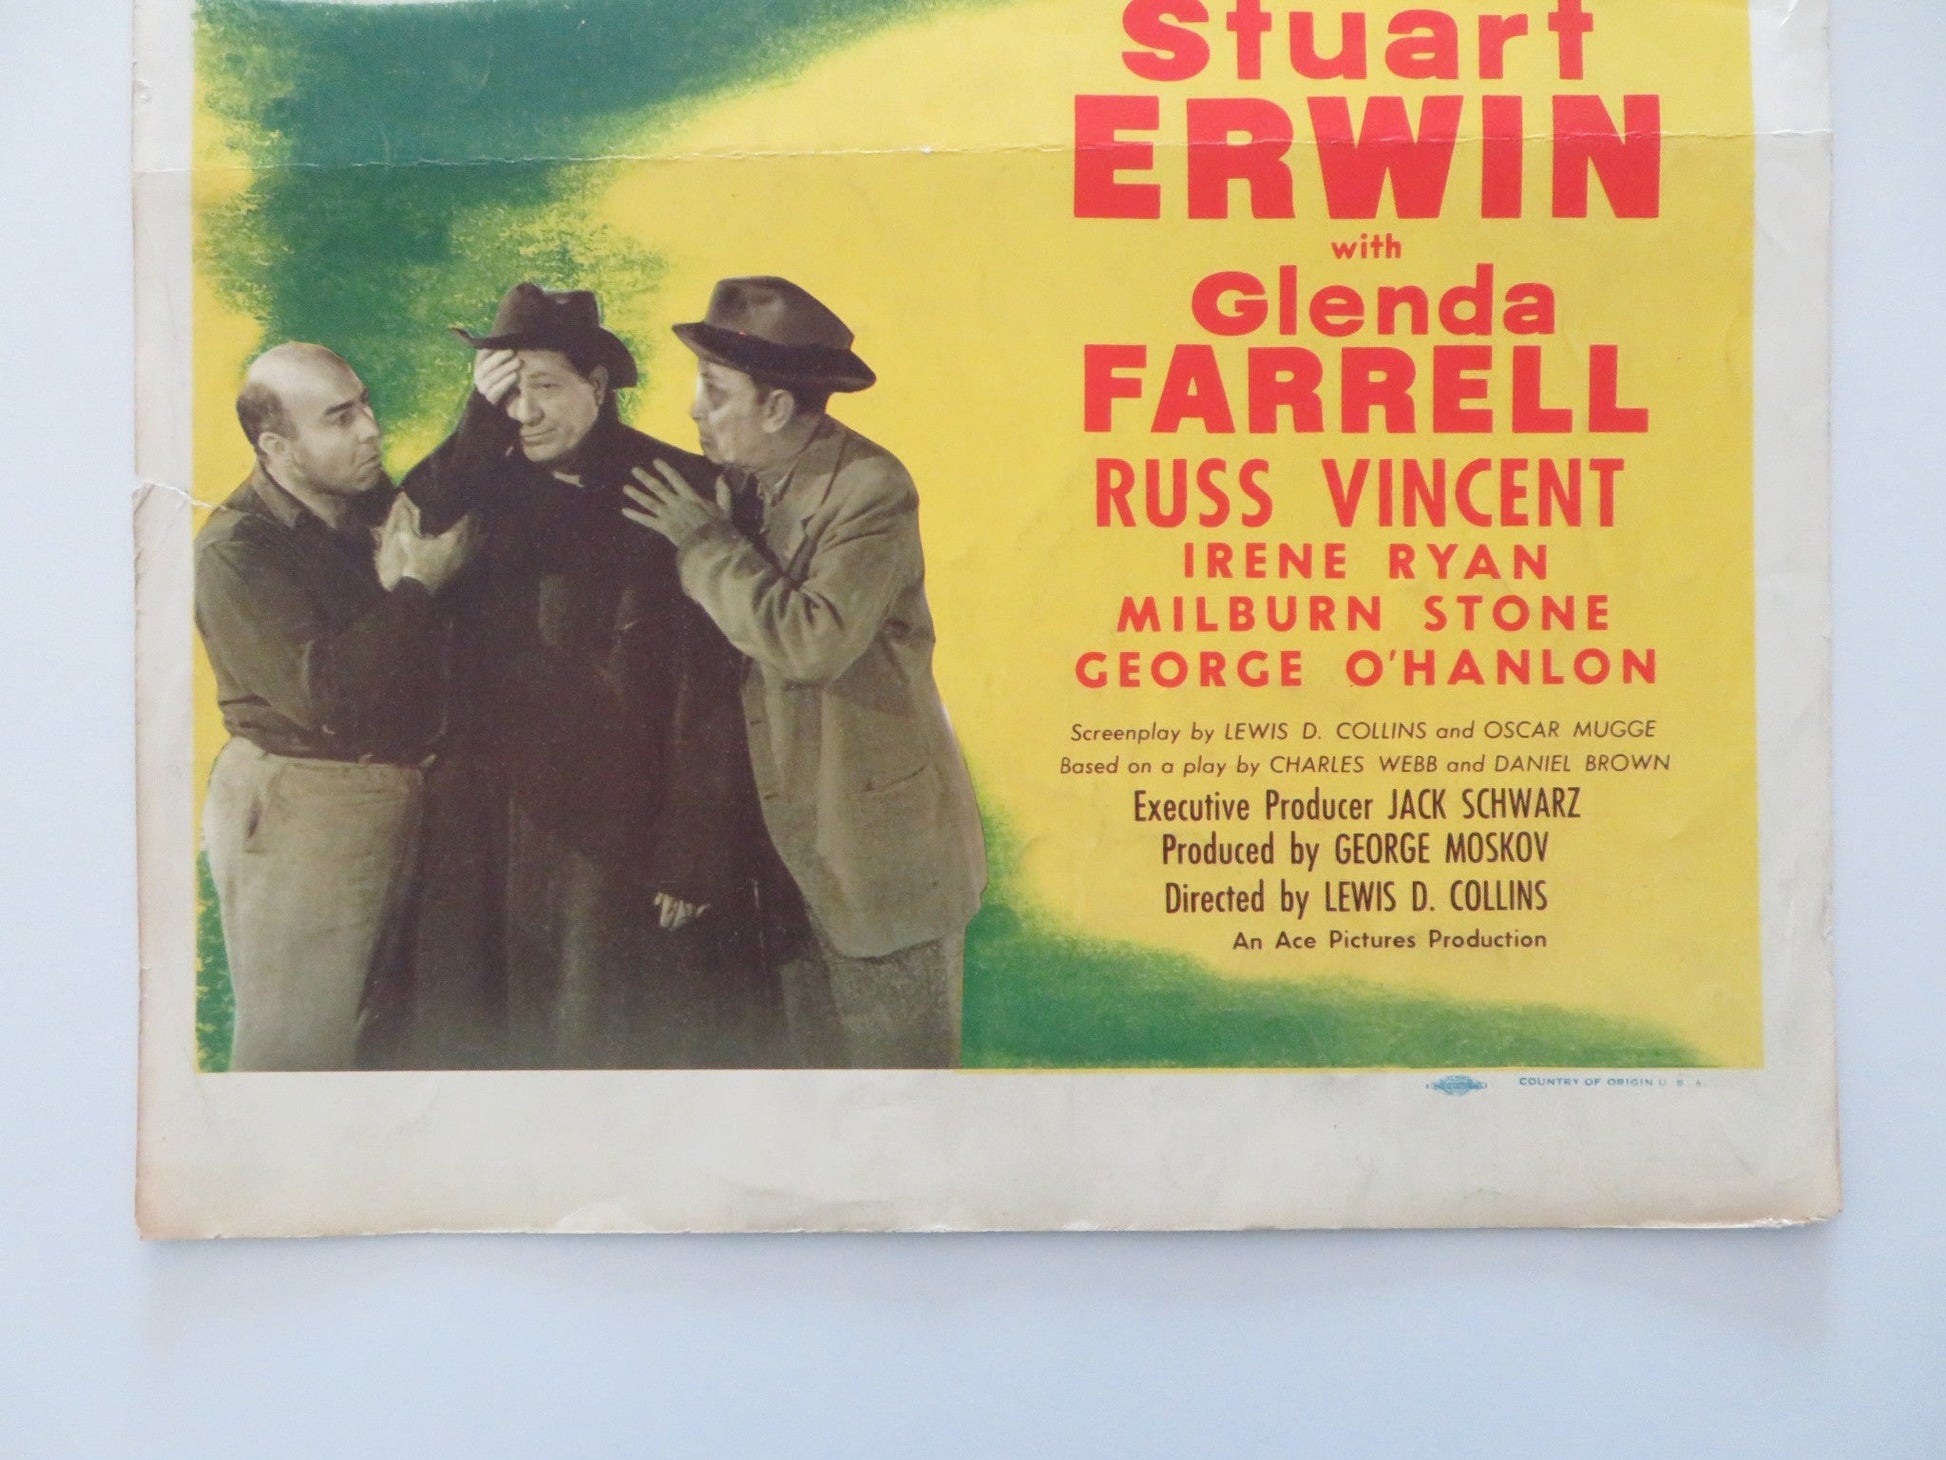 Stuart
ERWIN
with
Glenda
FARRELL
RUSS VINCENT
IRENE RYAN
MILBURN STONE
GEORGE O'HANLON
Screenplay by LEWIS D. COLLINS and OSCAR MUGGE
Based on a play by CHARLES WEBB and DANIEL BROWN
Executive Producer JACK SCHWARZ
Produced by GEORGE MOSKOV
Directed by LEWIS D. COLLINS
An Ace Pictures Production
COUNTRY OF ORIGIN U. S. A.